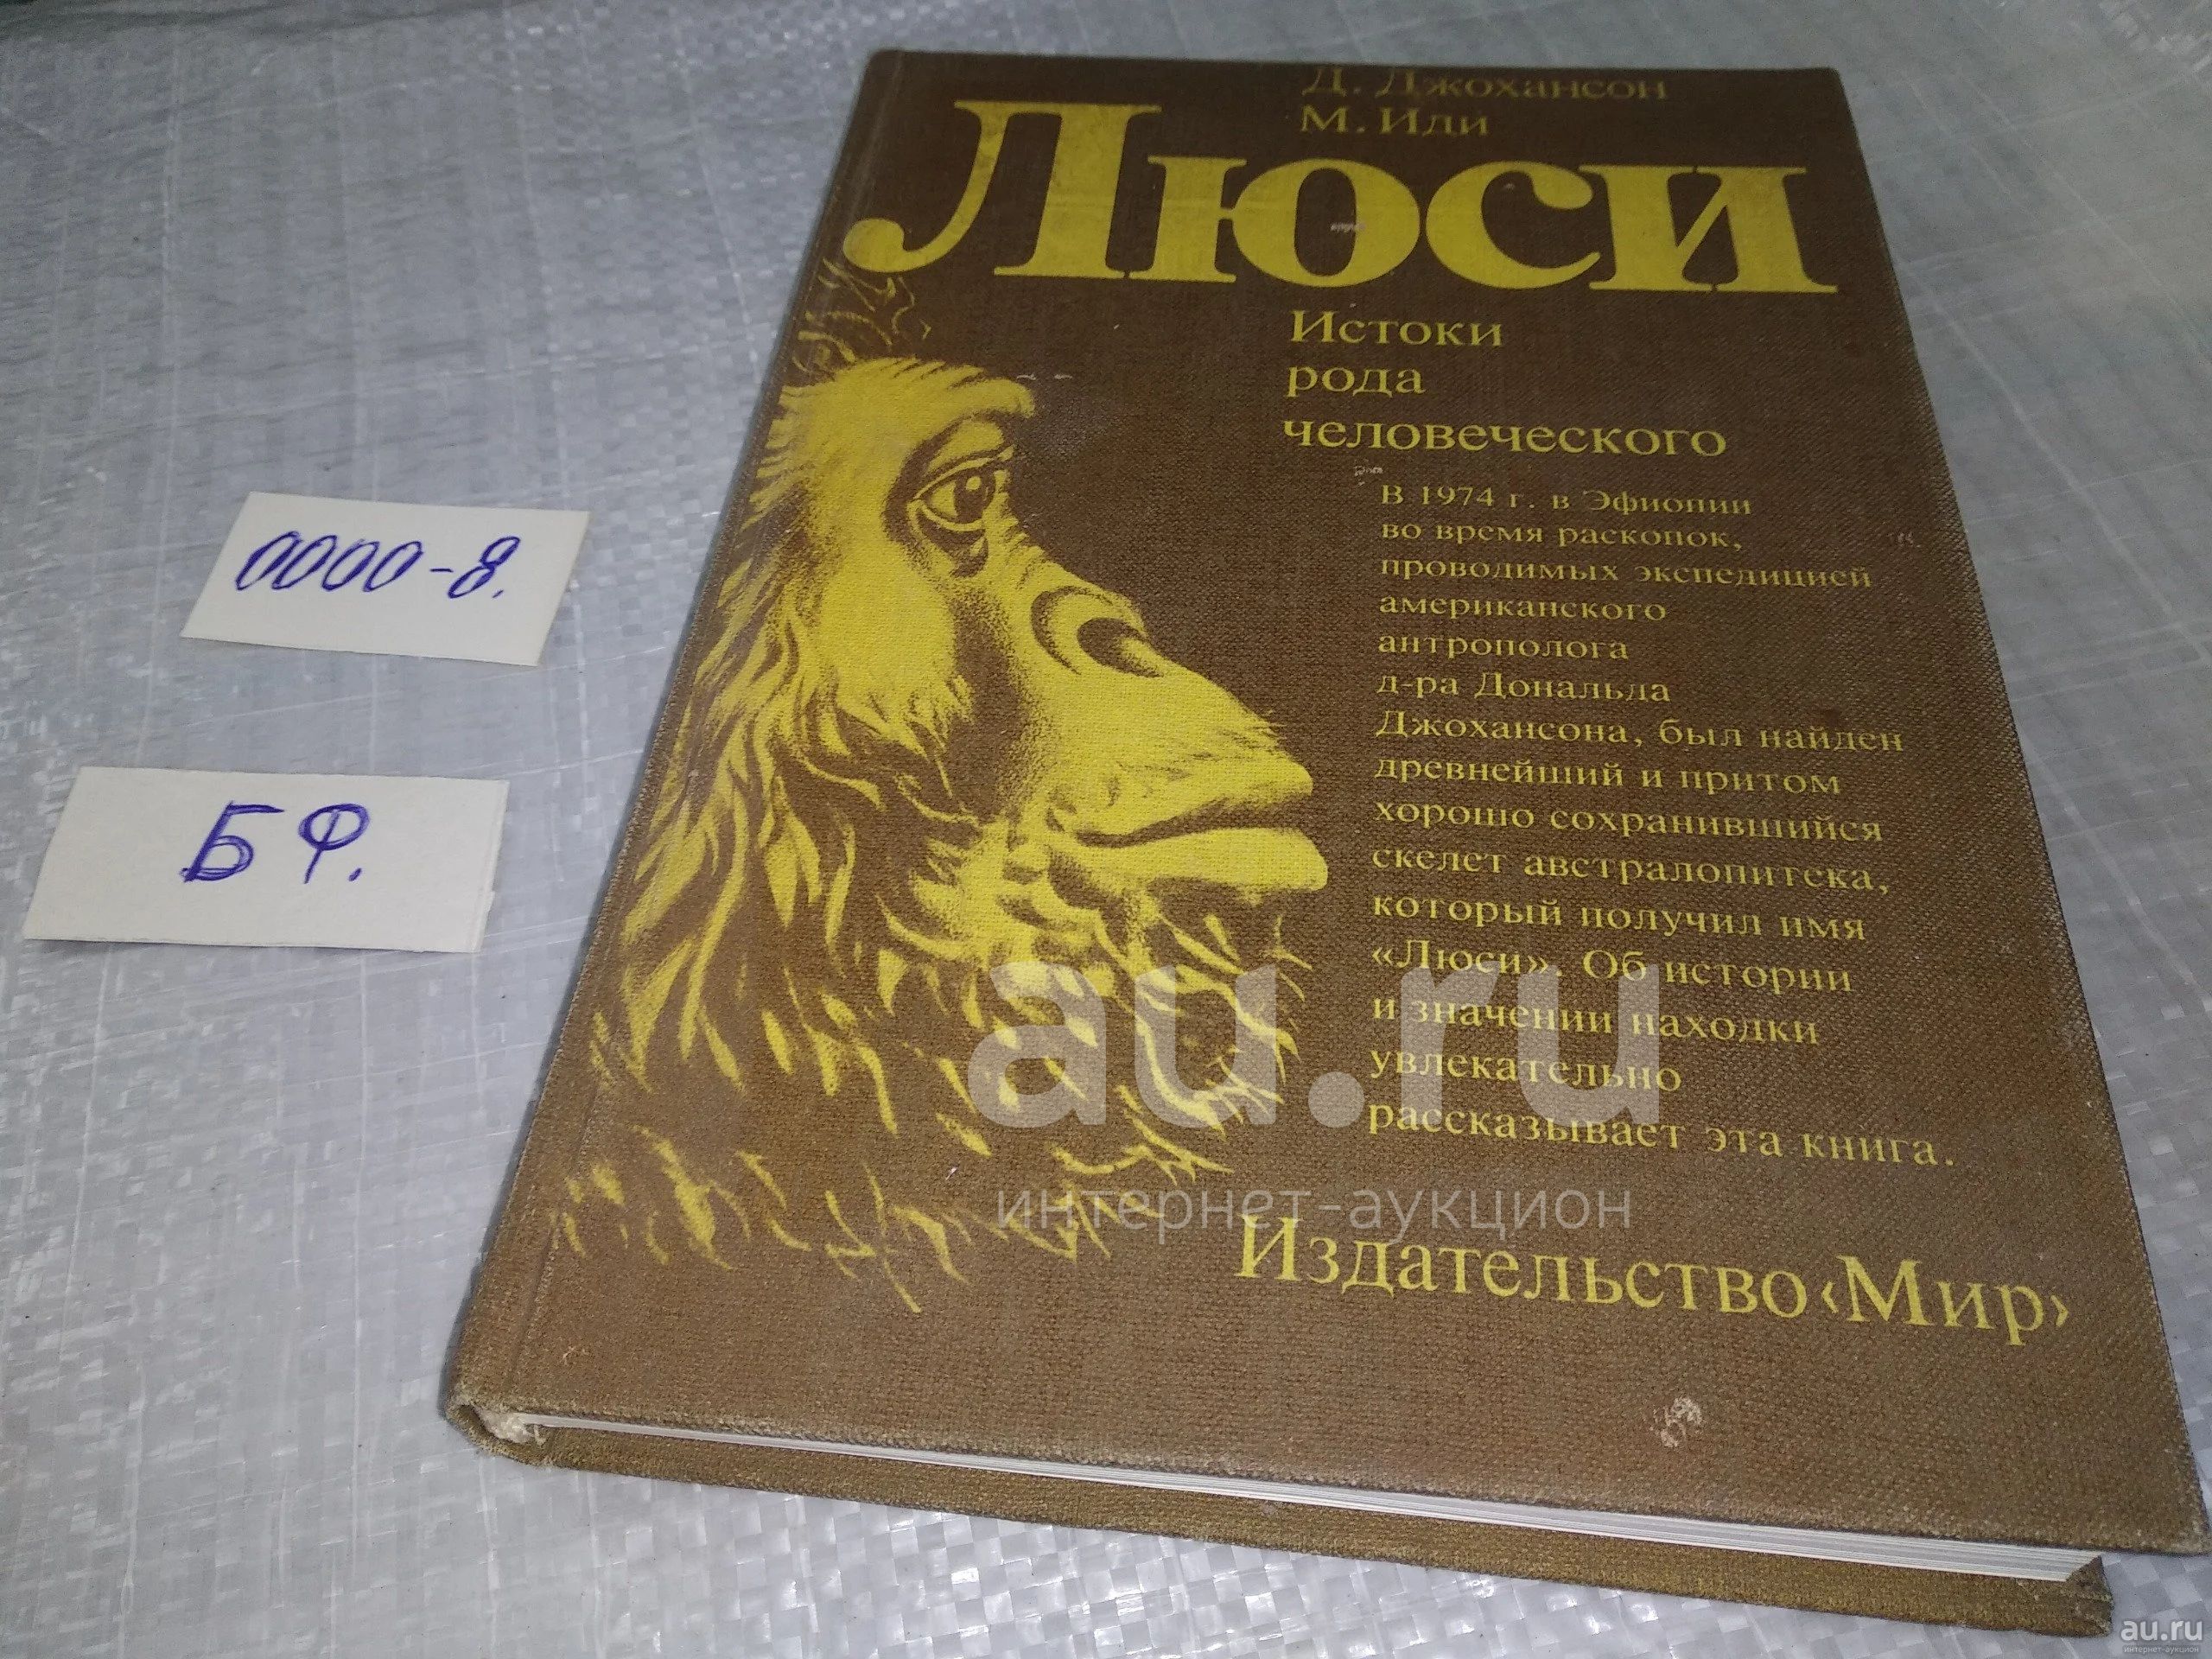 Д. Джохансон
М. Иди
Люси
Истоки
рода
человеческого
В 1974 г. в Эфиопии
во время раскопок,
проводимых экспедицией
американского
антрополога
д-ра Дональда
Джохансона, был найден
древнейший и притом
хорошо сохранившийся
скелет австралопитека,
который получил имя
«Люси». Об истории
и значении находки
увлекательно
рассказывает эта книга.
Издательство ‹Мир›
0000-8.
БФ.
au.ru
интернет-аукцион
au.ru
интернет-аукцион